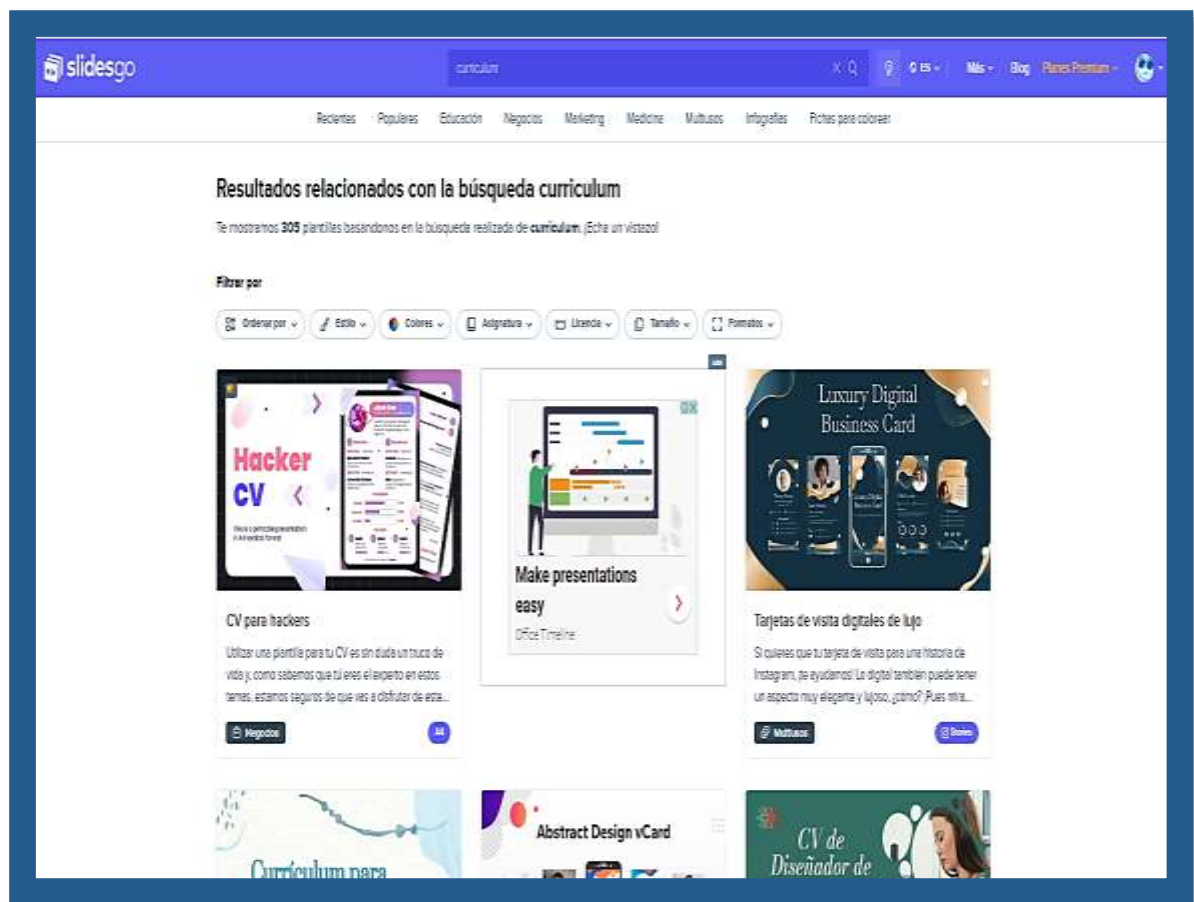 slidesgo
curriculum
ES
Más
Blog
Planes Premium
Recientes
Populares
Educación
Negocios
Marketing
Medicina
Multiusos
Infografías
Fichas para colorear
Resultados relacionados con la búsqueda curriculum
Te mostramos 305 plantillas basándonos en la búsqueda realizada de curriculum. ¡Echa un vistazo!
Filtrar por
Ordenar por
Estilo
Colores
Asignatura
Licencia
Tamaño
Formatos
Hacker
CV
CV para hackers
Utilizar una plantilla para tu CV es sin duda un truco de
vida y, como sabemos que tú eres el experto en estos
temas, estamos seguros de que vas a disfrutar de este...
Negocios
A4
Make presentations
easy
Office Timeline
Luxury Digital
Business Card
Tarjetas de visita digitales de lujo
Si quieres que tu tarjeta de visita para una historia de
Instagram, ¡te ayudamos! Lo digital también puede tener
un aspecto muy elegante y lujoso, ¿cómo? ¡Pues mira...
Multiusos
Stories
Currículum para
Abstract Design vCard
CV de
Diseñador de